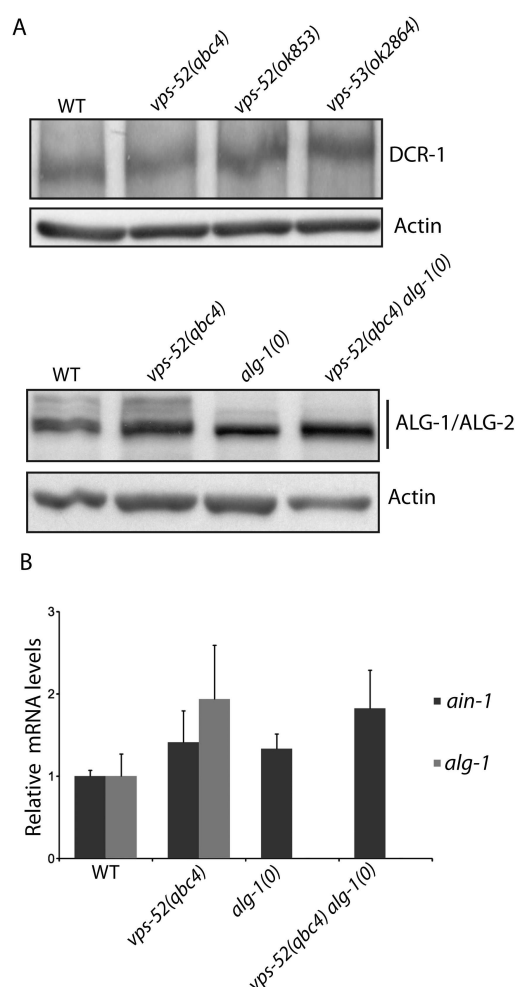 A
WT
vps-52(qbc4)
vps-52(ok853)
vps-53(ok2864)
DCR-1
Actin
WT
vps-52(qbc4)
alg-1(0)
vps-52(qbc4) alg-1(0)
ALG-1/ALG-2
Actin
B
Relative mRNA levels
3
2
1
0
WT
vps-52(qbc4)
alg-1(0)
vps-52(qbc4) alg-1(0)
ain-1
alg-1